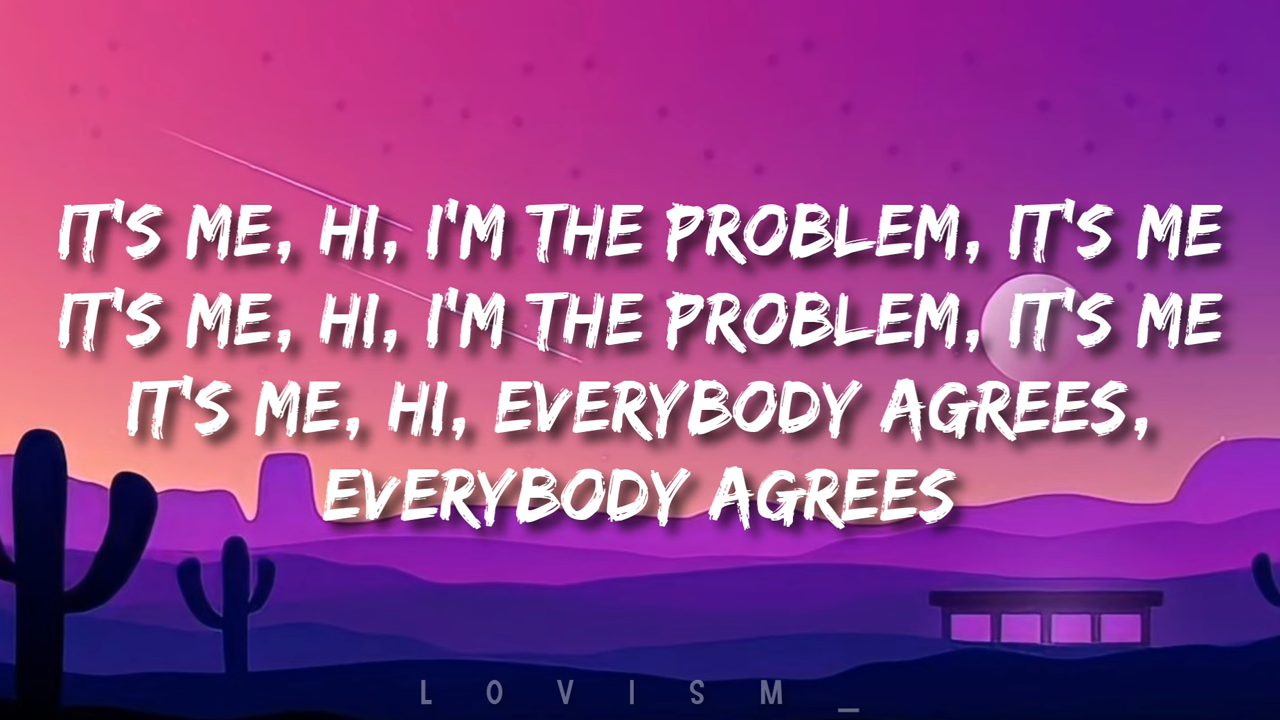 IT'S ME, HI, I'M THE PROBLEM, IT'S ME
IT'S ME, HI, I'M THE PROBLEM, IT'S ME
IT'S ME, HI, EVERYBODY AGREES,
EVERYBODY AGREES
LOVISM_